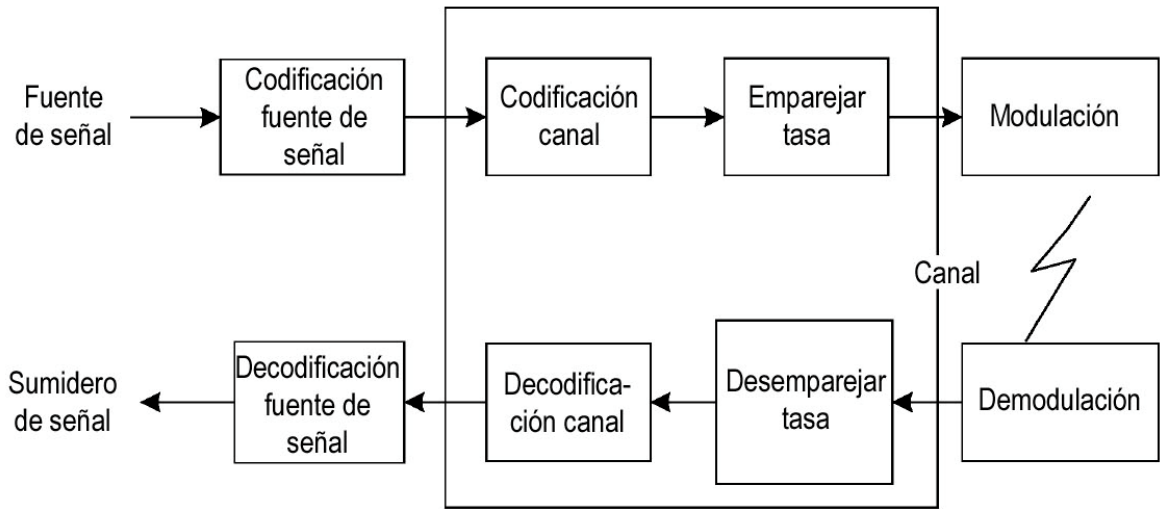 Fuente
de señal
Codificación
fuente de
señal
Codificación
canal
Emparejar
tasa
Modulación
Canal
Sumidero
de señal
Decodificación
fuente de
señal
Decodifica-
ción canal
Desemparejar
tasa
Demodulación